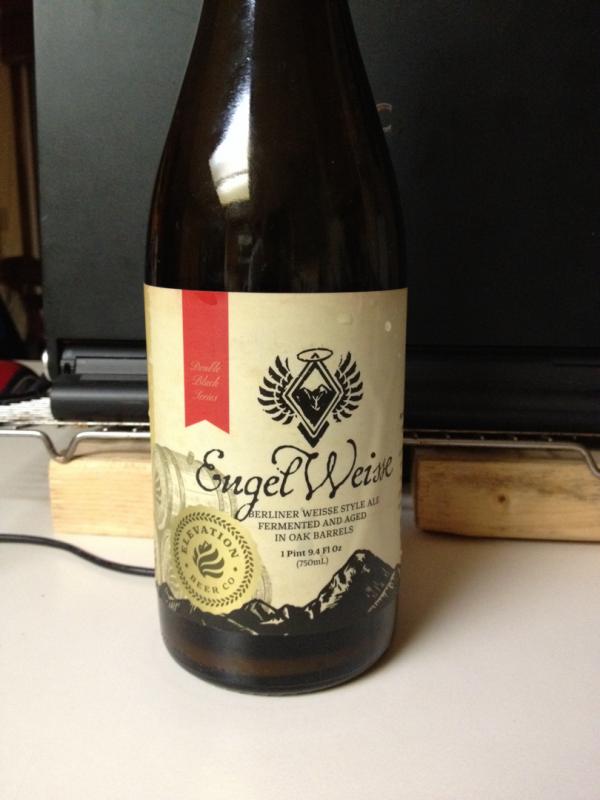 Double
Black
Series
Engel Weisse
BERLINER WEISSE STYLE ALE
FERMENTED AND AGED
IN OAK BARRELS
1 Pint 9.4 Fl Oz
(750mL)
ELEVATION
BEER CO